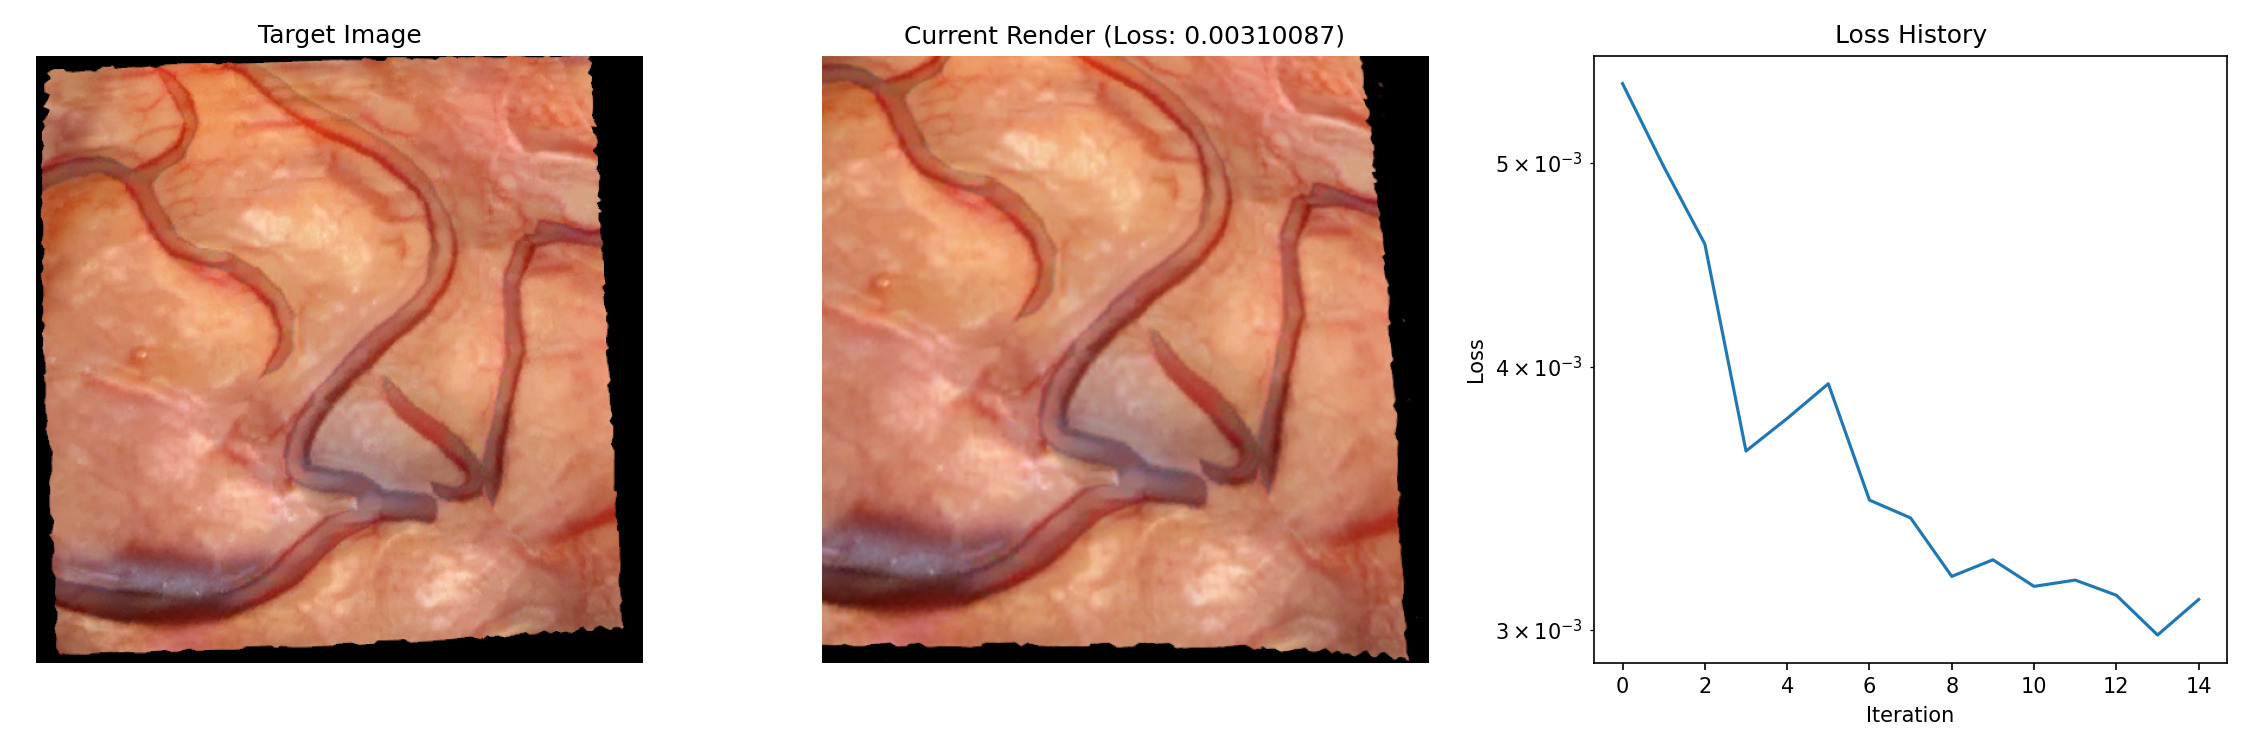 Target Image
Current Render (Loss: 0.00310087)
Loss History
5 × 10⁻³
4 × 10⁻³
3 × 10⁻³
Loss
0 2 4 6 8 10 12 14
Iteration